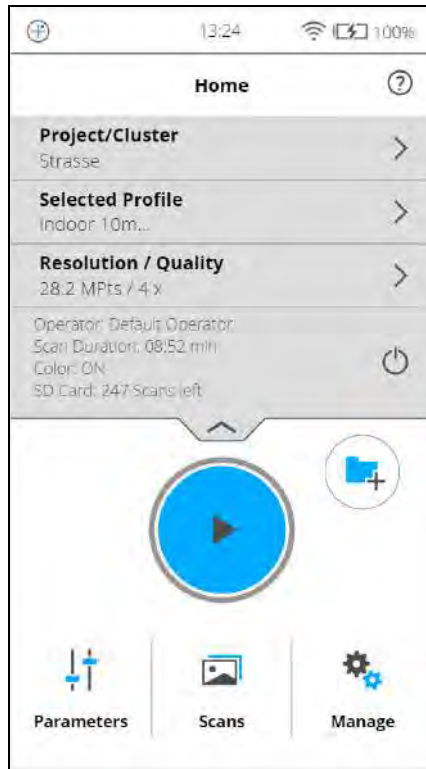 13:24 100%
Home
Project/Cluster
Strasse
Selected Profile
Indoor 10m...
Resolution / Quality
28.2 MPts / 4 x
Operator: Default Operator
Scan Duration: 08:52 min
Color: ON
SD Card: 247 Scans left
Parameters Scans Manage